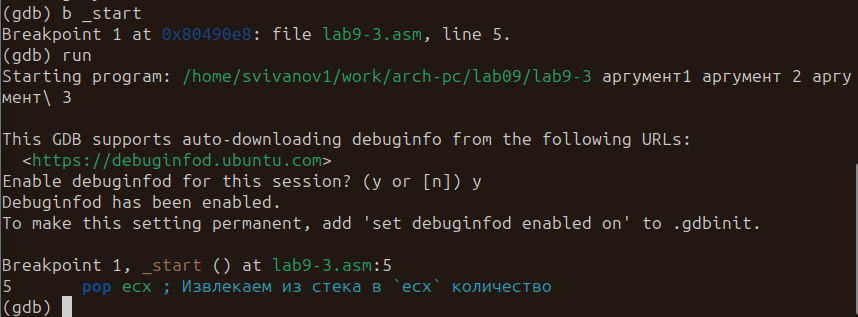 (gdb) b _start
Breakpoint 1 at 0x80490e8: file lab9-3.asm, line 5.
(gdb) run
Starting program: /home/svivanov1/work/arch-pc/lab09/lab9-3 аргумент1 аргумент 2 аргу
мент\ 3

This GDB supports auto-downloading debuginfo from the following URLs:
  <https://debuginfod.ubuntu.com>
Enable debuginfod for this session? (y or [n]) y
Debuginfod has been enabled.
To make this setting permanent, add 'set debuginfod enabled on' to .gdbinit.

Breakpoint 1, _start () at lab9-3.asm:5
5       pop ecx ; Извлекаем из стека в `ecx` количество
(gdb)